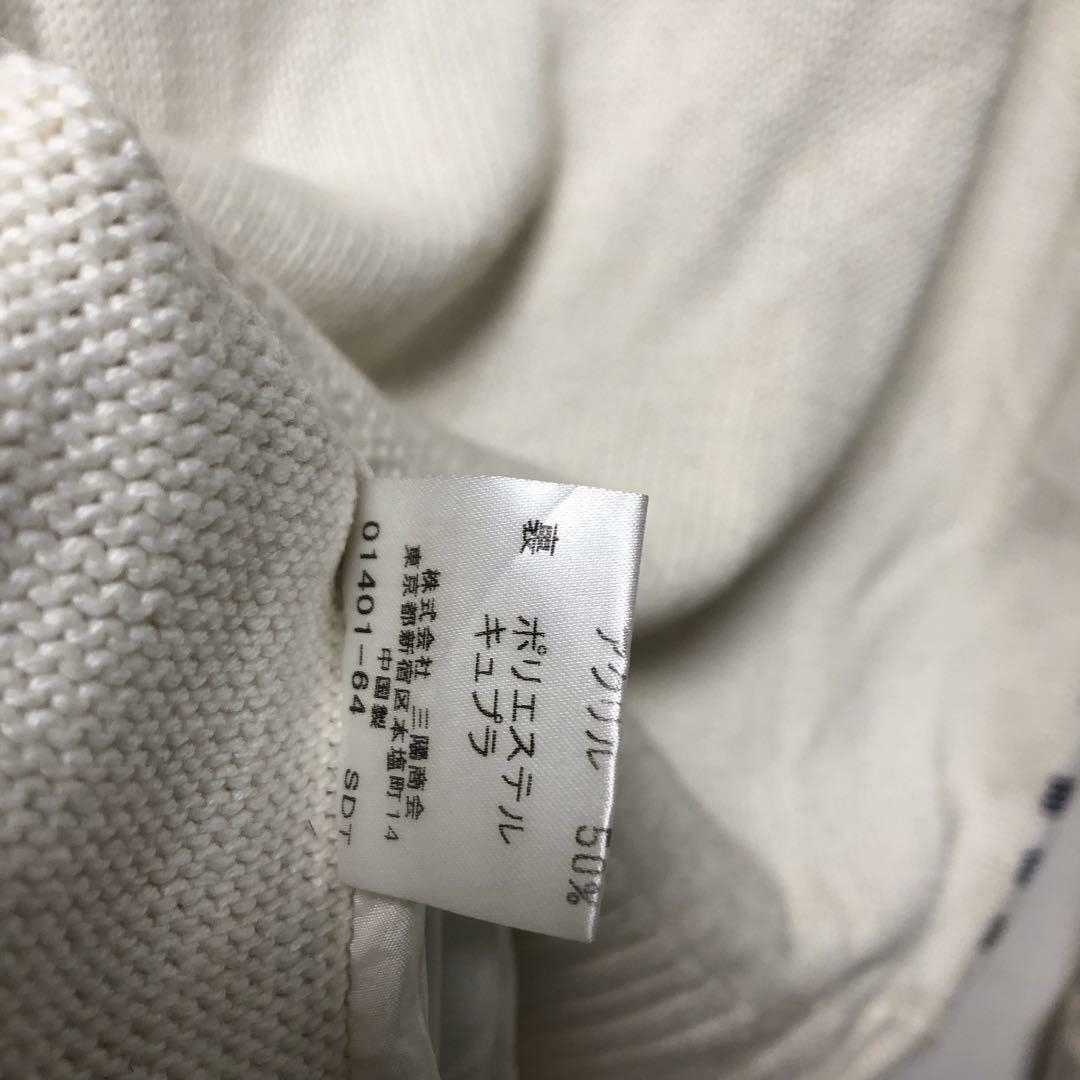 アクリル 50%
裏 ポリエステル
キュプラ
株式会社 三陽商会
東京都新宿区本塩町14
中国製
01401-64 SDT